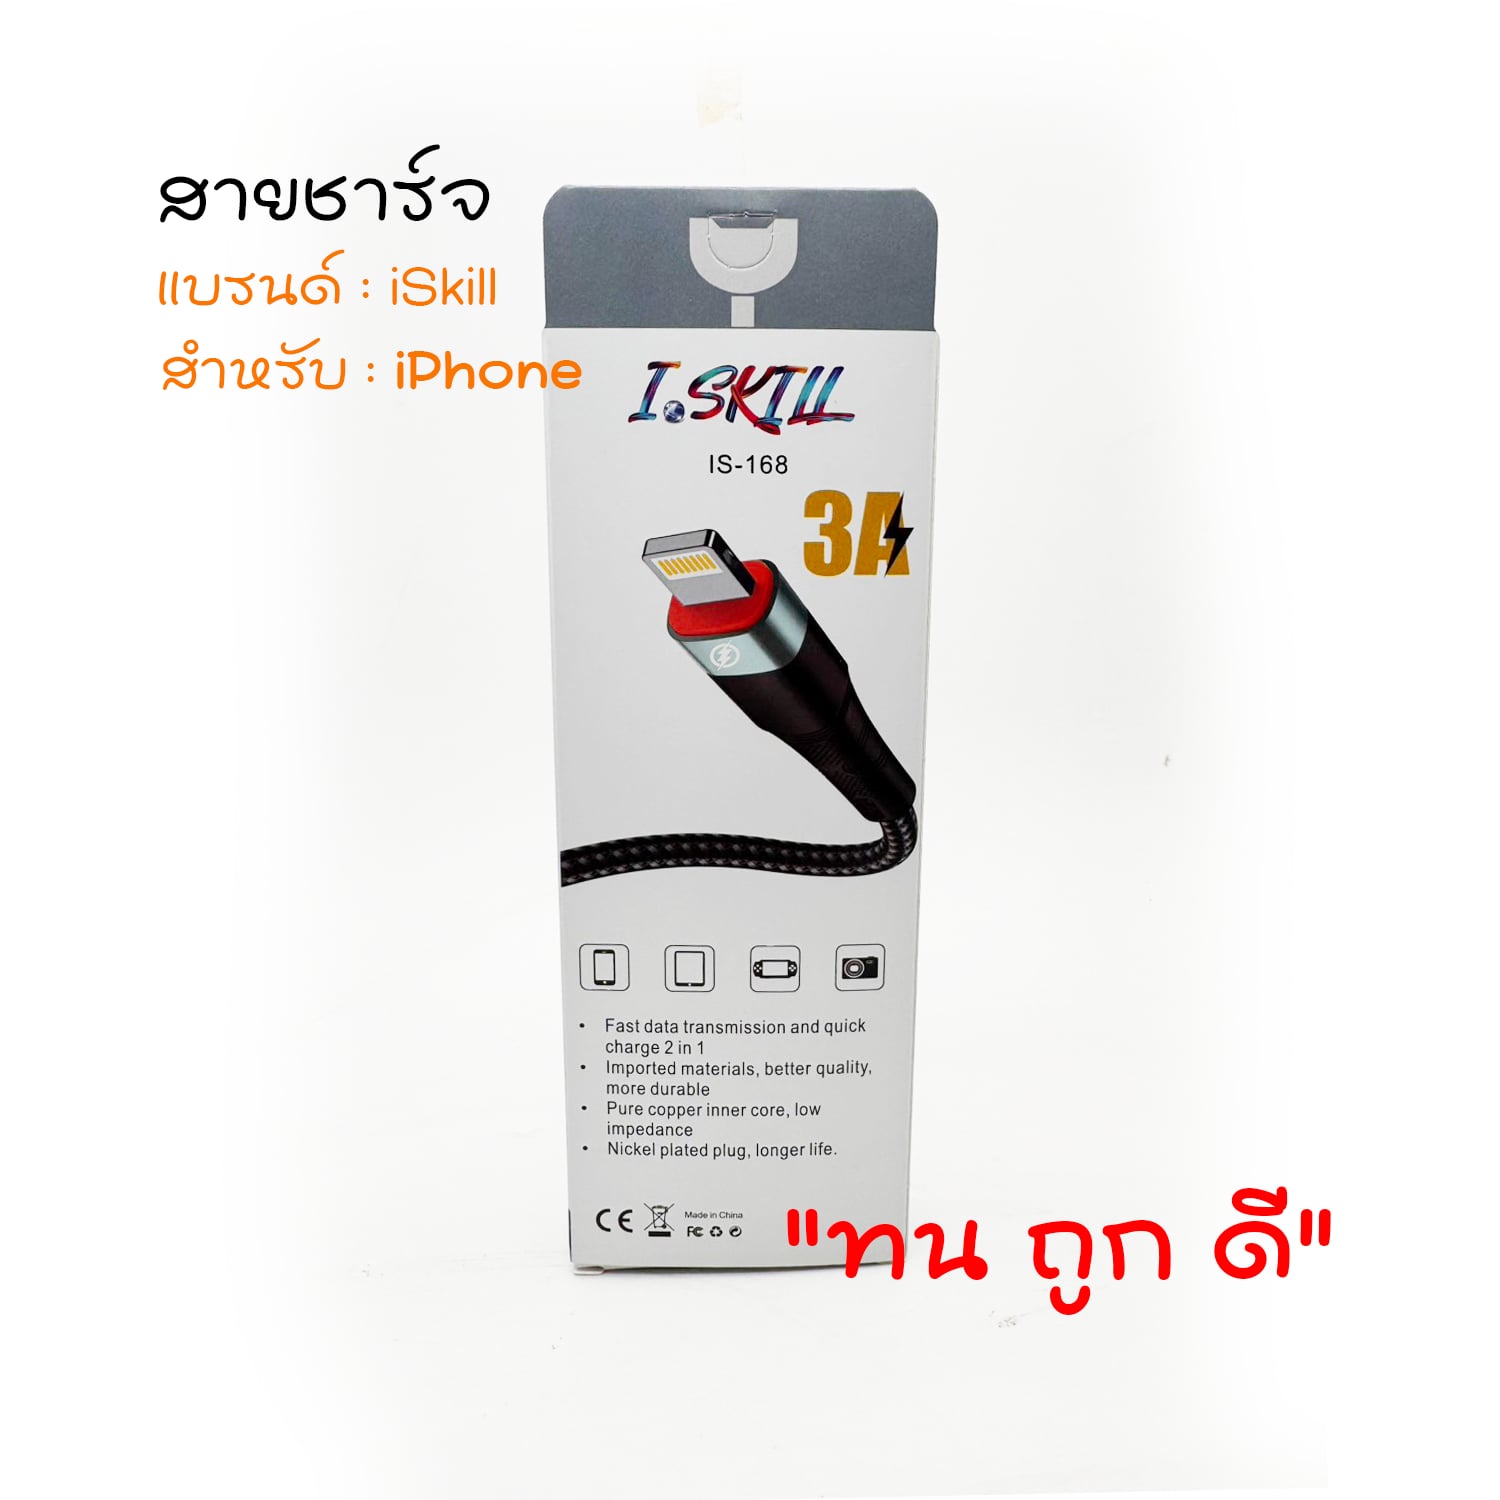 สายชาร์จ
แบรนด์ : iSkill
สำหรับ : iPhone
I.SKILL
IS-168
3A
• Fast data transmission and quick
charge 2 in 1
• Imported materials, better quality,
more durable
• Pure copper inner core, low
impedance
• Nickel plated plug, longer life.
CE
Made in China
FC
"ทน ถูก ดี"